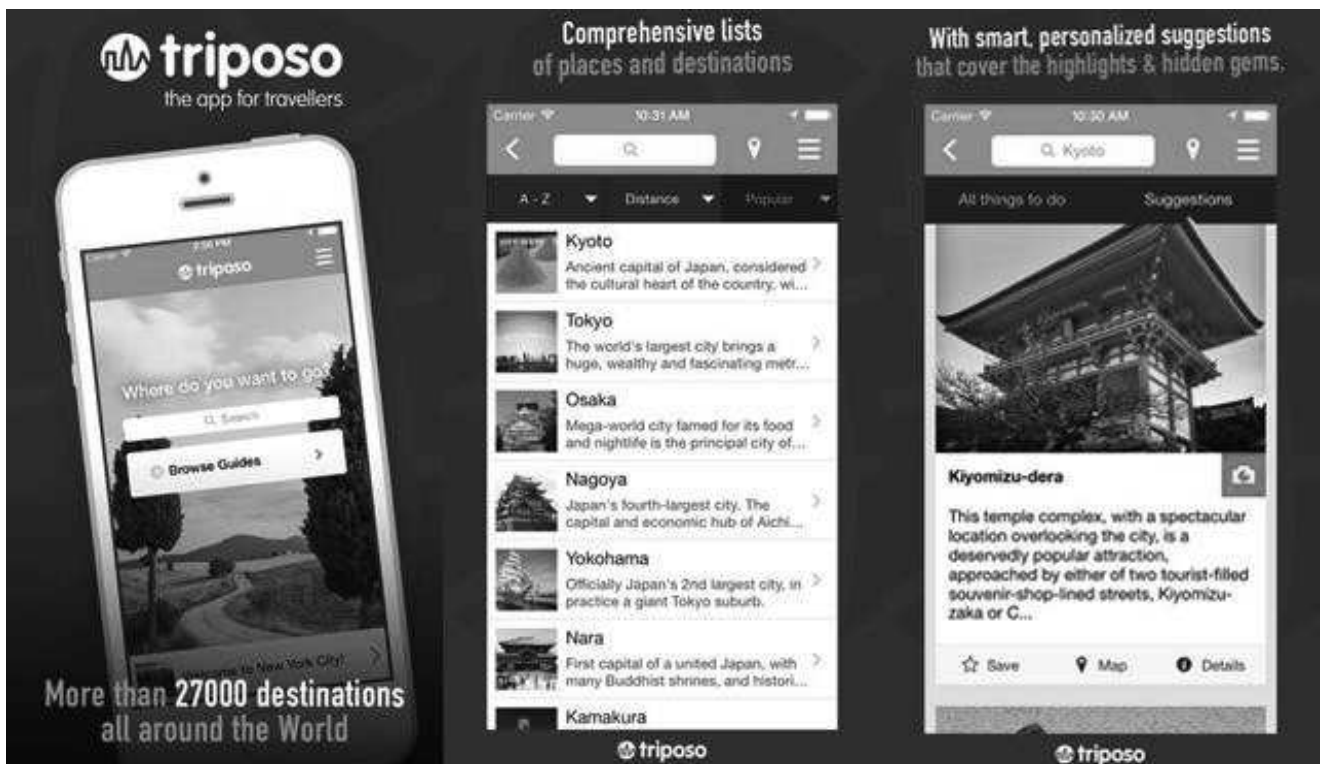 triposo
the app for travellers
7:56 PM
triposo
Where do you want to go?
Search
Browse Guides
Welcome to New York City!
More than 27000 destinations
all around the World
Comprehensive lists
of places and destinations
Carrier 10:31 AM
A - Z Distance Popular
Kyoto
Ancient capital of Japan, considered
the cultural heart of the country, wi...
Tokyo
The world's largest city brings a
huge, wealthy and fascinating metr...
Osaka
Mega-world city famed for its food
and nightlife is the principal city of...
Nagoya
Japan's fourth-largest city. The
capital and economic hub of Aichi...
Yokohama
Officially Japan's 2nd largest city, in
practice a giant Tokyo suburb.
Nara
First capital of a united Japan, with
many Buddhist shrines, and histori...
Kamakura
triposo
With smart, personalized suggestions
that cover the highlights & hidden gems.
Carrier 10:30 AM
Kyoto
All things to do Suggestions
Kiyomizu-dera
This temple complex, with a spectacular
location overlooking the city, is a
deservedly popular attraction,
approached by either of two tourist-filled
souvenir-shop-lined streets, Kiyomizu-
zaka or C...
Save Map Details
triposo